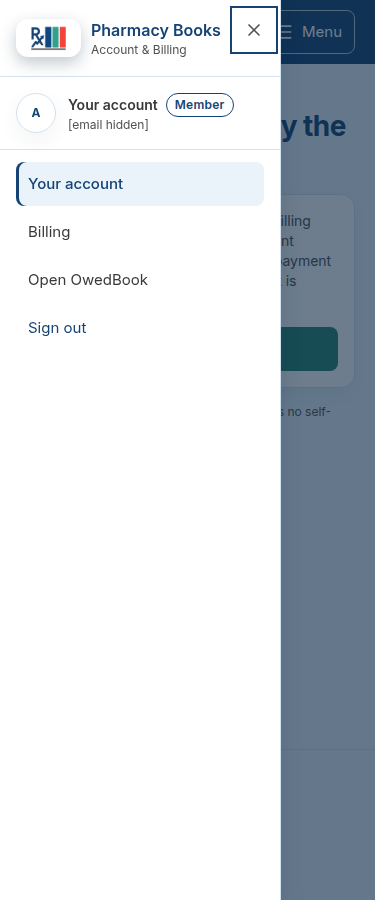 Pharmacy Books
Account & Billing
Menu
Your account Member
[email hidden]
A
Your account
Billing
Open OwedBook
Sign out
y the
illing
nt
payment
is
s no self-